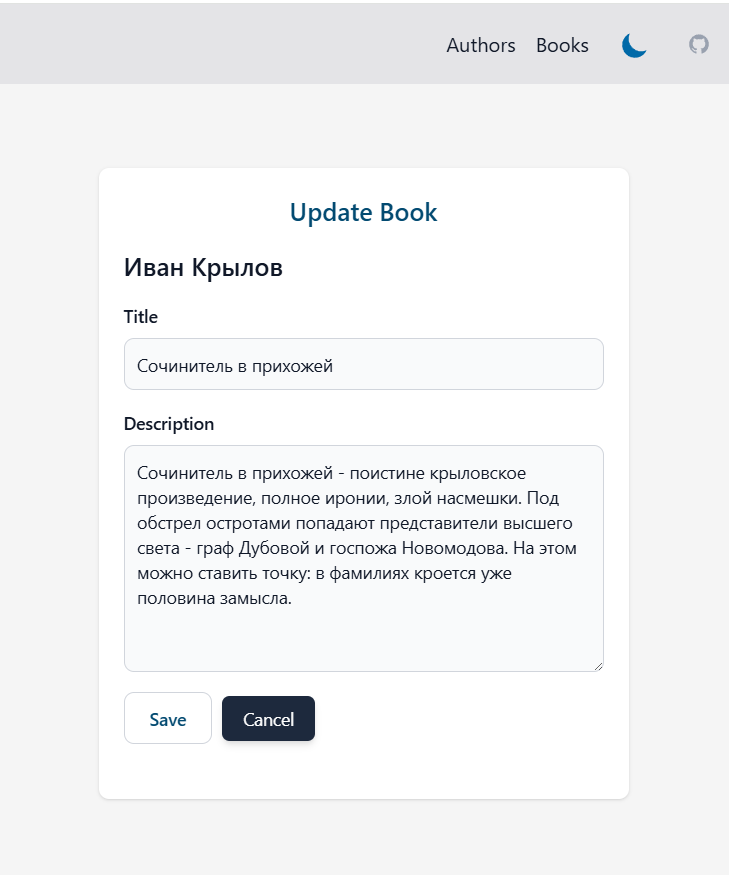 Authors Books
Update Book
Иван Крылов
Title
Сочинитель в прихожей
Description
Сочинитель в прихожей - поистине крыловское
произведение, полное иронии, злой насмешки. Под
обстрел остротами попадают представители высшего
света - граф Дубовой и госпожа Новомодова. На этом
можно ставить точку: в фамилиях кроется уже
половина замысла.
Save Cancel